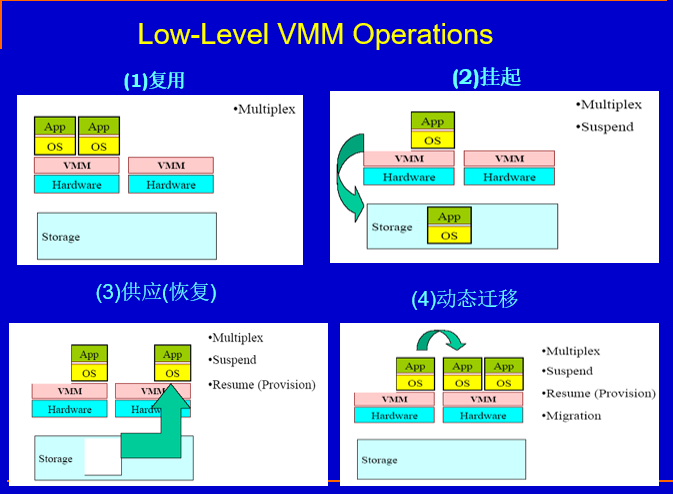 Low-Level VMM Operations
(1)复用
(2)挂起
•Multiplex
App App
OS OS
VMM VMM
Hardware Hardware
Storage
•Multiplex
•Suspend
App
OS
VMM VMM
Hardware Hardware
App
Storage
OS
(3)供应(恢复)
(4)动态迁移
•Multiplex
•Suspend
•Resume (Provision)
App App
OS OS
VMM VMM
Hardware Hardware
Storage
•Multiplex
•Suspend
•Resume (Provision)
•Migration
App App App
OS OS OS
VMM VMM
Hardware Hardware
Storage